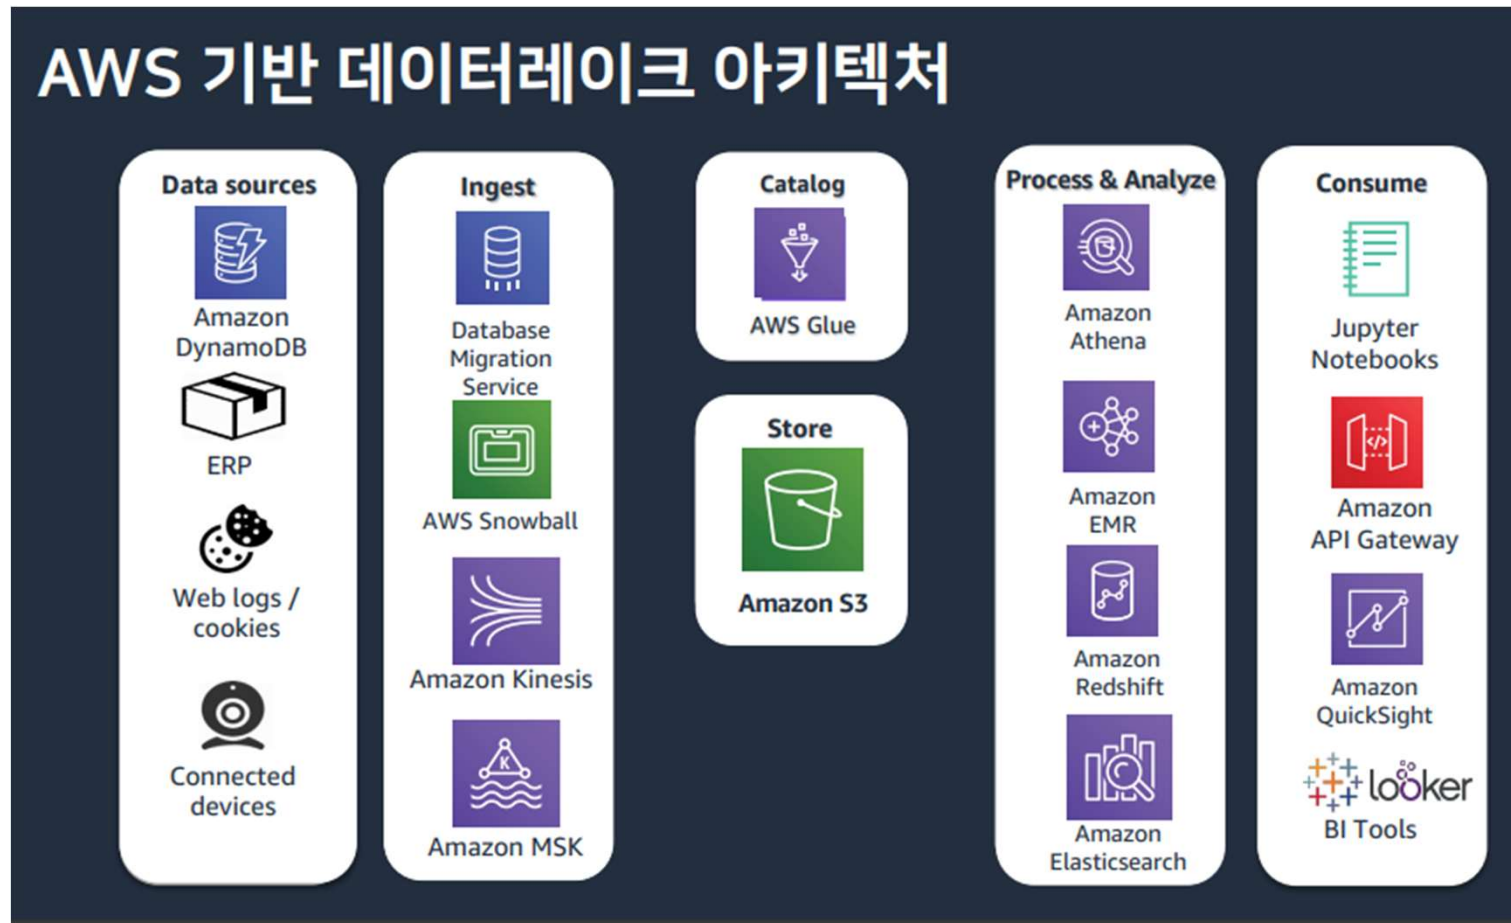 AWS 기반 데이터레이크 아키텍처
Data sources
Amazon
DynamoDB
ERP
Web logs /
cookies
Connected
devices
Ingest
Database
Migration
Service
AWS Snowball
Amazon Kinesis
K
Amazon MSK
Catalog
AWS Glue
Store
Amazon S3
Process & Analyze
Amazon
Athena
Amazon
EMR
Amazon
Redshift
Amazon
Elasticsearch
Consume
Jupyter
Notebooks
</>
Amazon
API Gateway
Amazon
QuickSight
looker
BI Tools